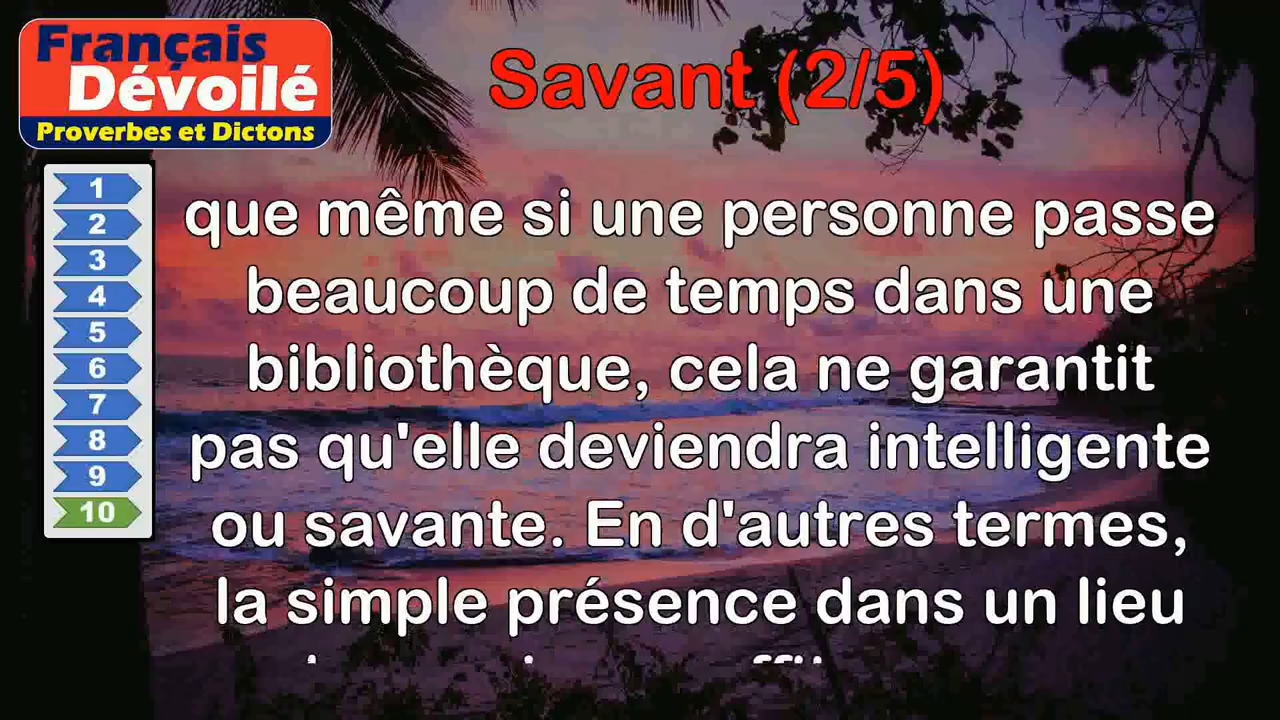 Français
Dévoilé
Proverbes et Dictons
Savant (2/5)
1
2
3
4
5
6
7
8
9
10
que même si une personne passe
beaucoup de temps dans une
bibliothèque, cela ne garantit
pas qu'elle deviendra intelligente
ou savante. En d'autres termes,
la simple présence dans un lieu